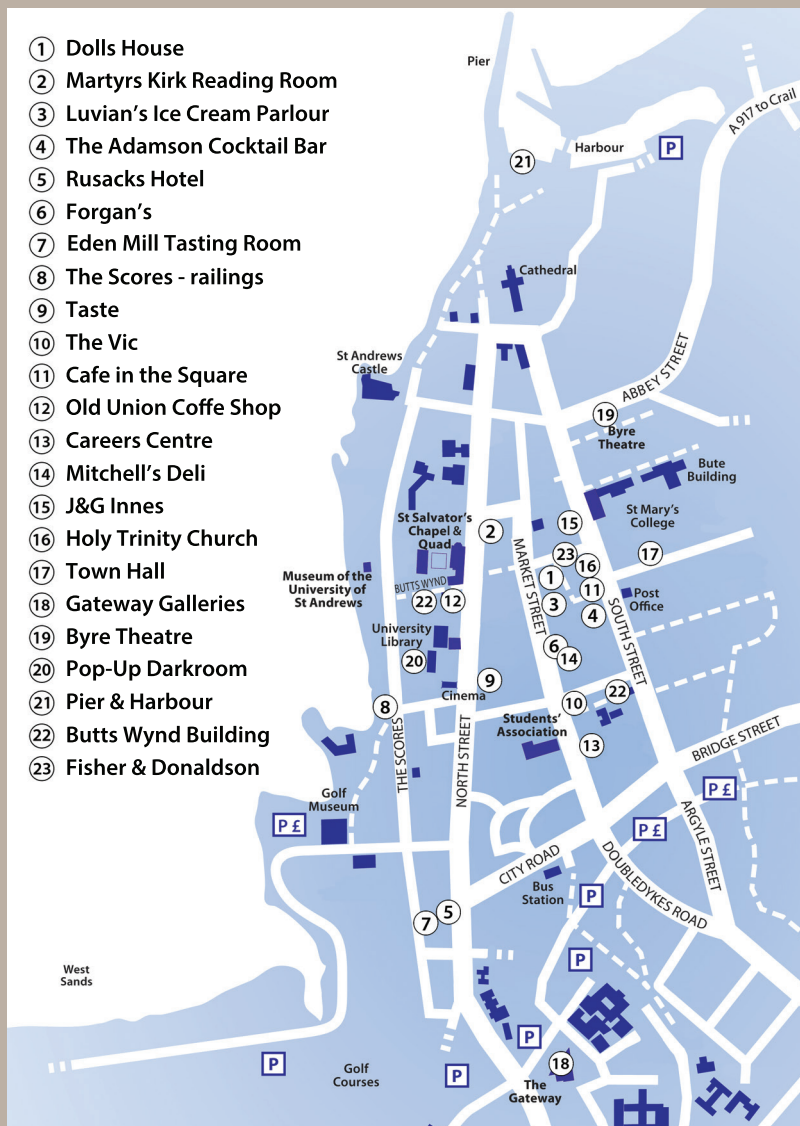 1 Dolls House
2 Martyrs Kirk Reading Room
3 Luvian's Ice Cream Parlour
4 The Adamson Cocktail Bar
5 Rusacks Hotel
6 Forgan's
7 Eden Mill Tasting Room
8 The Scores - railings
9 Taste
10 The Vic
11 Cafe in the Square
12 Old Union Coffe Shop
13 Careers Centre
14 Mitchell's Deli
15 J&G Innes
16 Holy Trinity Church
17 Town Hall
18 Gateway Galleries
19 Byre Theatre
20 Pop-Up Darkroom
21 Pier & Harbour
22 Butts Wynd Building
23 Fisher & Donaldson
Pier
A 917 to Crail
Harbour
P
21
Cathedral
St Andrews
Castle
ABBEY STREET
19
Byre
Theatre
Bute
Building
St Mary's
College
St Salvator's
Chapel &
Quad
2
15
MARKET STREET
23
16
17
1
11
3
4
Post
Office
SOUTH STREET
Museum of the
University of
St Andrews
BUTTS WYND
22
12
University
Library
20
6
14
9
Cinema
22
10
8
Students'
Association
13
THE SCORES
NORTH STREET
BRIDGE STREET
Golf
Museum
P £
P £
P £
ARGYLE STREET
CITY ROAD
DOUBLEDYKES ROAD
Bus
Station
P
5
7
P
West
Sands
P
P
Golf
Courses
P
18
The
Gateway